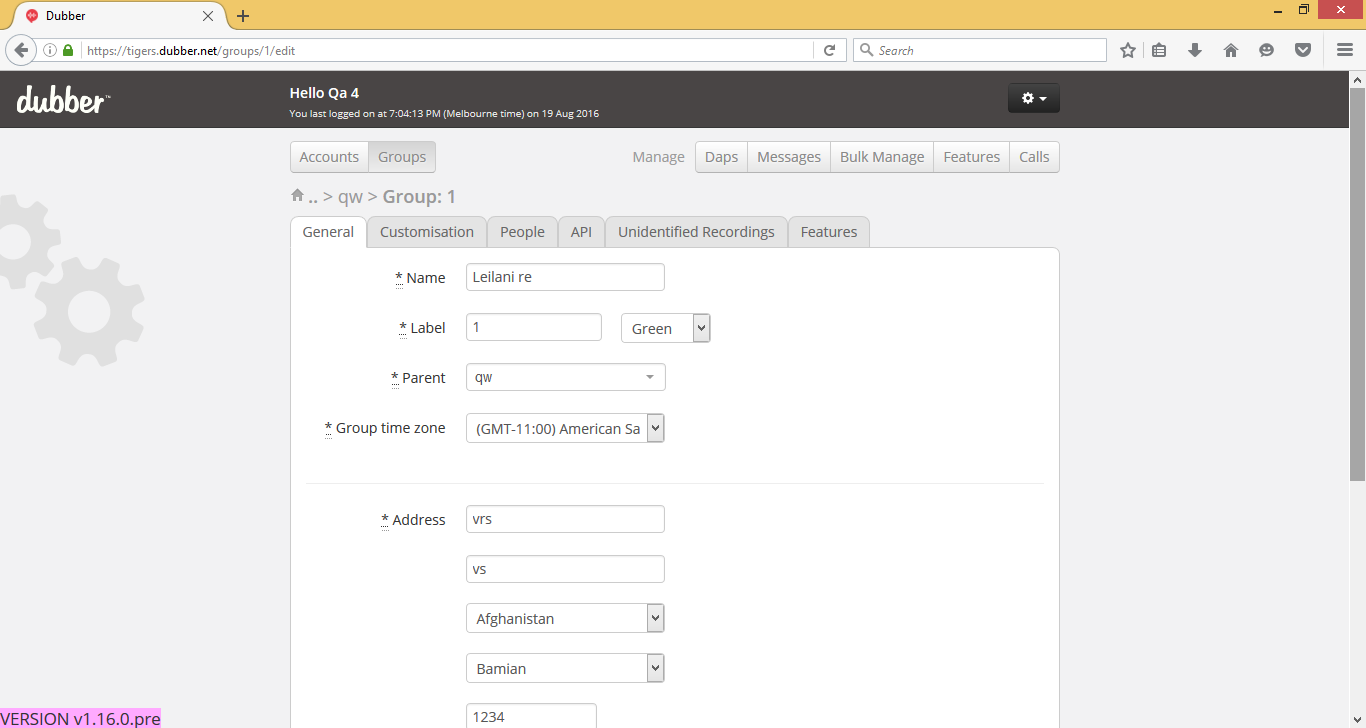 Dubber
https://tigers.dubber.net/groups/1/edit
Search
dubber™
Hello Qa 4
You last logged on at 7:04:13 PM (Melbourne time) on 19 Aug 2016
Accounts Groups Manage Daps Messages Bulk Manage Features Calls
.. > qw > Group: 1
General Customisation People API Unidentified Recordings Features
* Name Leilani re
* Label 1 Green
* Parent qw
* Group time zone (GMT-11:00) American Sa
* Address vrs
vs
Afghanistan
Bamian
1234
VERSION v1.16.0.pre